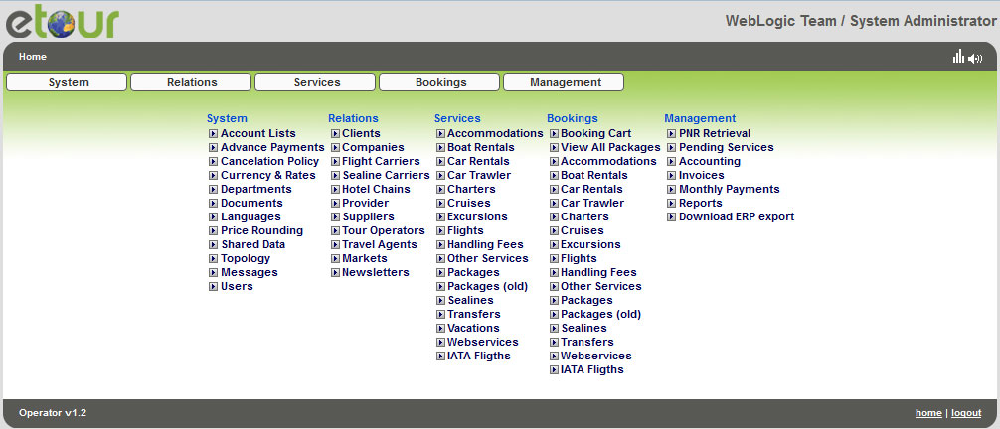 etour
WebLogic Team / System Administrator
Home
System
Relations
Services
Bookings
Management
System
Account Lists
Advance Payments
Cancelation Policy
Currency & Rates
Departments
Documents
Languages
Price Rounding
Shared Data
Topology
Messages
Users
Relations
Clients
Companies
Flight Carriers
Sealine Carriers
Hotel Chains
Provider
Suppliers
Tour Operators
Travel Agents
Markets
Newsletters
Services
Accommodations
Boat Rentals
Car Rentals
Car Trawler
Charters
Cruises
Excursions
Flights
Handling Fees
Other Services
Packages
Packages (old)
Sealines
Transfers
Vacations
Webservices
IATA Fligths
Bookings
Booking Cart
View All Packages
Accommodations
Boat Rentals
Car Rentals
Car Trawler
Charters
Cruises
Excursions
Flights
Handling Fees
Other Services
Packages
Packages (old)
Sealines
Transfers
Webservices
IATA Fligths
Management
PNR Retrieval
Pending Services
Accounting
Invoices
Monthly Payments
Reports
Download ERP export
Operator v1.2
home | logout